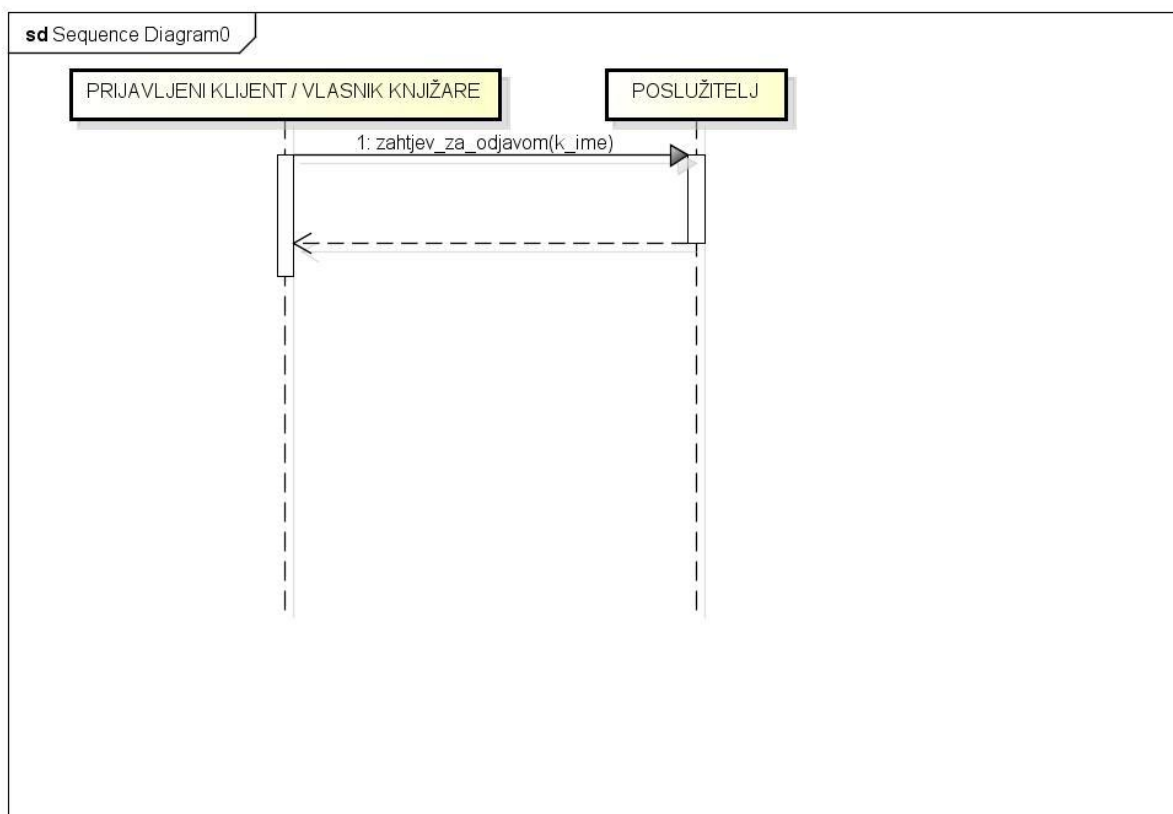 sd Sequence Diagram0
PRIJAVLJENI KLIJENT / VLASNIK KNJIŽARE
POSLUŽITELJ
1: zahtjev_za_odjavom(k_ime)